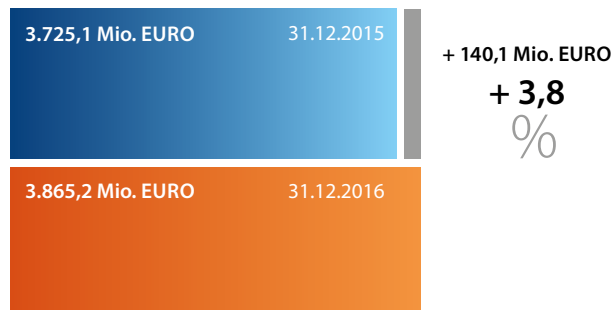 3.725,1 Mio. EURO 31.12.2015
+ 140,1 Mio. EURO
+ 3,8
%
3.865,2 Mio. EURO 31.12.2016